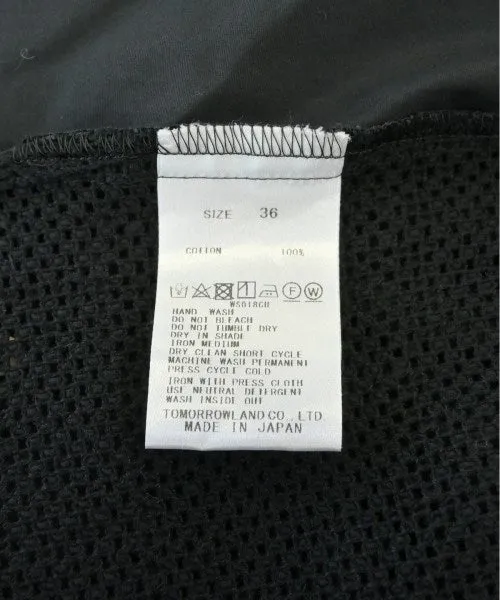 SIZE 36
COTTON 100%
F W
WS018CH
HAND WASH
DO NOT BLEACH
DO NOT TUMBLE DRY
DRY IN SHADE
IRON MEDIUM
DRY CLEAN SHORT CYCLE
MACHINE WASH PERMANENT
PRESS CYCLE COLD
IRON WITH PRESS CLOTH
USE NEUTRAL DETERGENT
WASH INSIDE OUT
TOMORROWLAND CO., LTD
MADE IN JAPAN